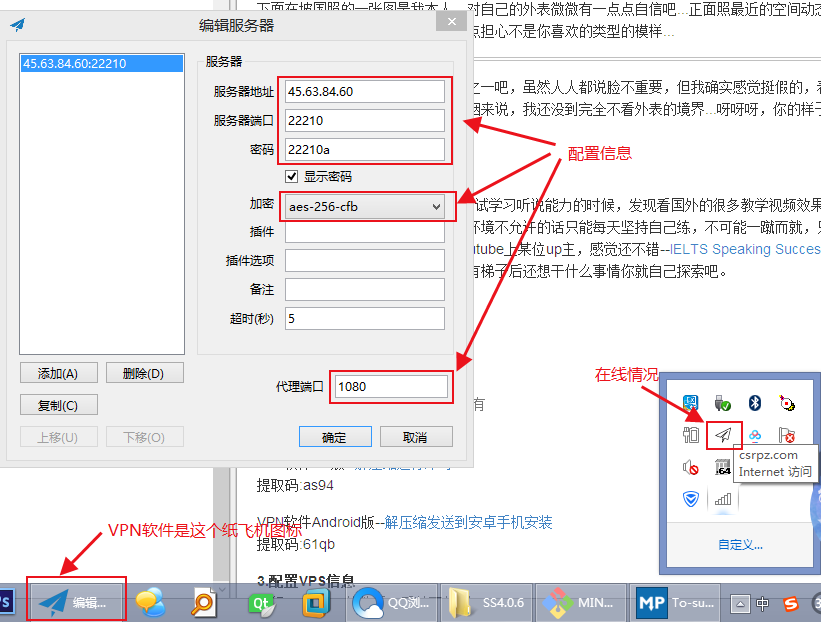 编辑服务器
下面在坡国照的一张图是我本人，对自己的外表微微有一点点自信吧...正面照最近的空间动态
点担心不是你喜欢的类型的模样...
45.63.84.60:22210
服务器
服务器地址 45.63.84.60
服务器端口 22210
密码 22210a
显示密码
加密 aes-256-cfb
插件
插件选项
备注
超时(秒) 5
之一吧，虽然人人都说脸不重要，但我确实感觉挺假的，
来说，我还没到完全不看外表的境界...呀呀呀，你的样子
配置信息
试学习听说能力的时候，发现看国外的很多教学视频效果
环境不允许的话只能每天坚持自己练，不可能一蹴而就，
utube上某位up主，感觉还不错--IELTS Speaking Succes
有梯子后还想干什么事情你就自己探索吧。
添加(A) 删除(D)
复制(C)
上移(U) 下移(O)
代理端口 1080
确定 取消
有
在线情况
64
csrpz.com
Internet 访问
自定义...
提取码:as94
VPN软件是这个纸飞机图标
VPN软件Android版--解压缩发送到安卓手机安装
提取码:61qb
3.配置VPS信息
PS
编辑...
Qt
QQ浏...
SS4.0.6
MIN...
MP
To-su...
中
S